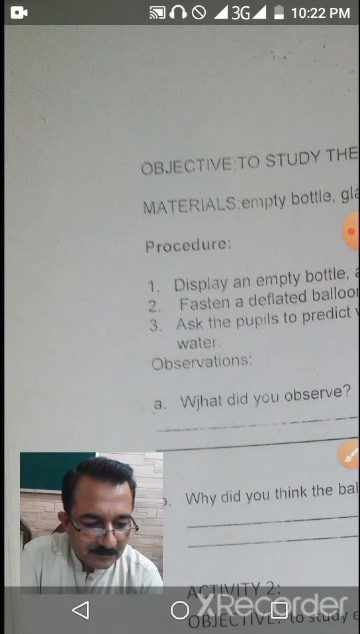 3G 10:22 PM
OBJECTIVE:TO STUDY THE
MATERIALS:empty bottle, gla
Procedure:
1. Display an empty bottle, a
2. Fasten a deflated balloon
3. Ask the pupils to predict
water.
Observations:
a. Wjhat did you observe?
Why did you think the bal
ACTIVITY 2:
OBJECTIVE: to study e
XRecorder